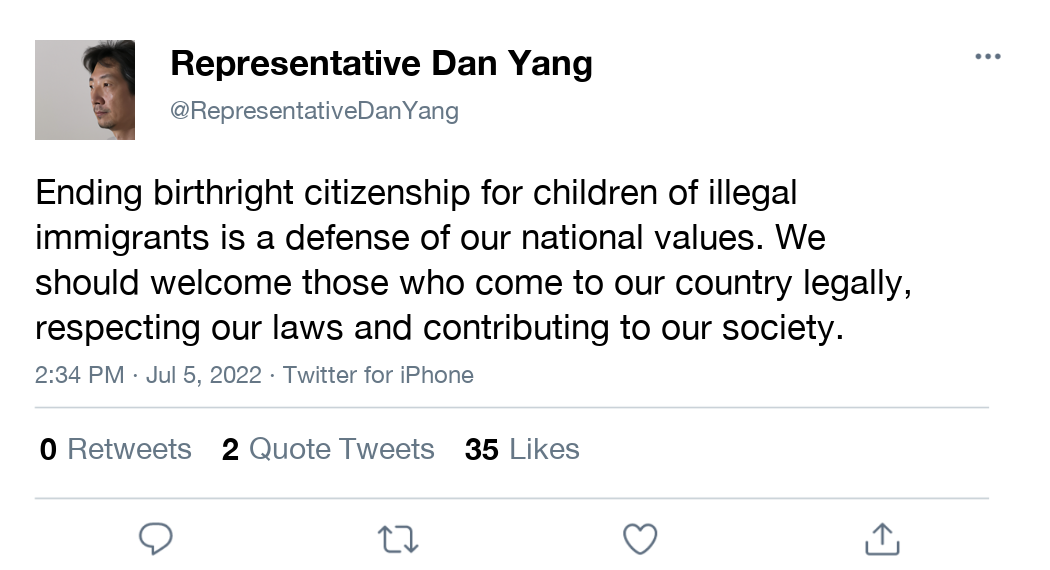 Representative Dan Yang
@RepresentativeDanYang
Ending birthright citizenship for children of illegal
immigrants is a defense of our national values. We
should welcome those who come to our country legally,
respecting our laws and contributing to our society.
2:34 PM · Jul 5, 2022 · Twitter for iPhone
0 Retweets 2 Quote Tweets 35 Likes